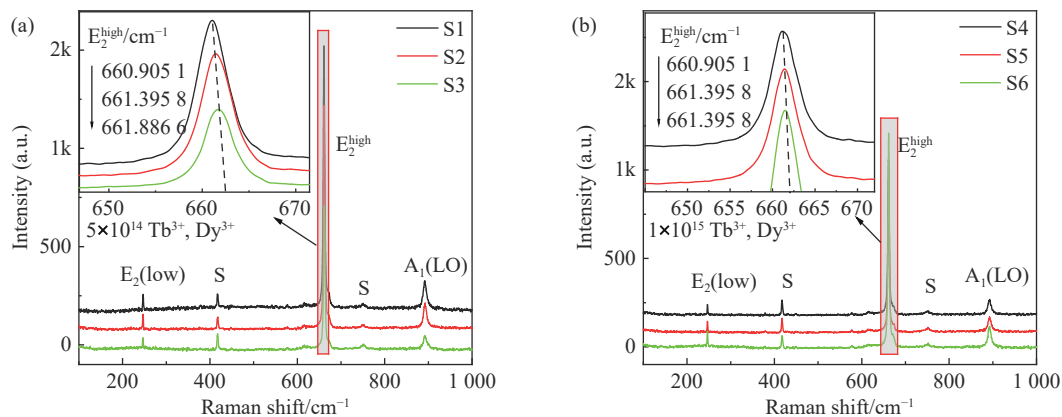 (a)
E₂ʰⁱᵍʰ/cm⁻¹
660.905 1
661.395 8
661.886 6
650 660 670
5×10¹⁴ Tb³⁺, Dy³⁺
S1
S2
S3
E₂ʰⁱᵍʰ
E₂(low)
S
S
A₁(LO)
2k
1k
500
0
Intensity (a.u.)
200 400 600 800 1 000
Raman shift/cm⁻¹
(b)
E₂ʰⁱᵍʰ/cm⁻¹
660.905 1
661.395 8
661.395 8
645 650 655 660 665 670
1×10¹⁵ Tb³⁺, Dy³⁺
S4
S5
S6
E₂ʰⁱᵍʰ
E₂(low)
S
S
A₁(LO)
2k
1k
500
0
Intensity (a.u.)
200 400 600 800 1 000
Raman shift/cm⁻¹